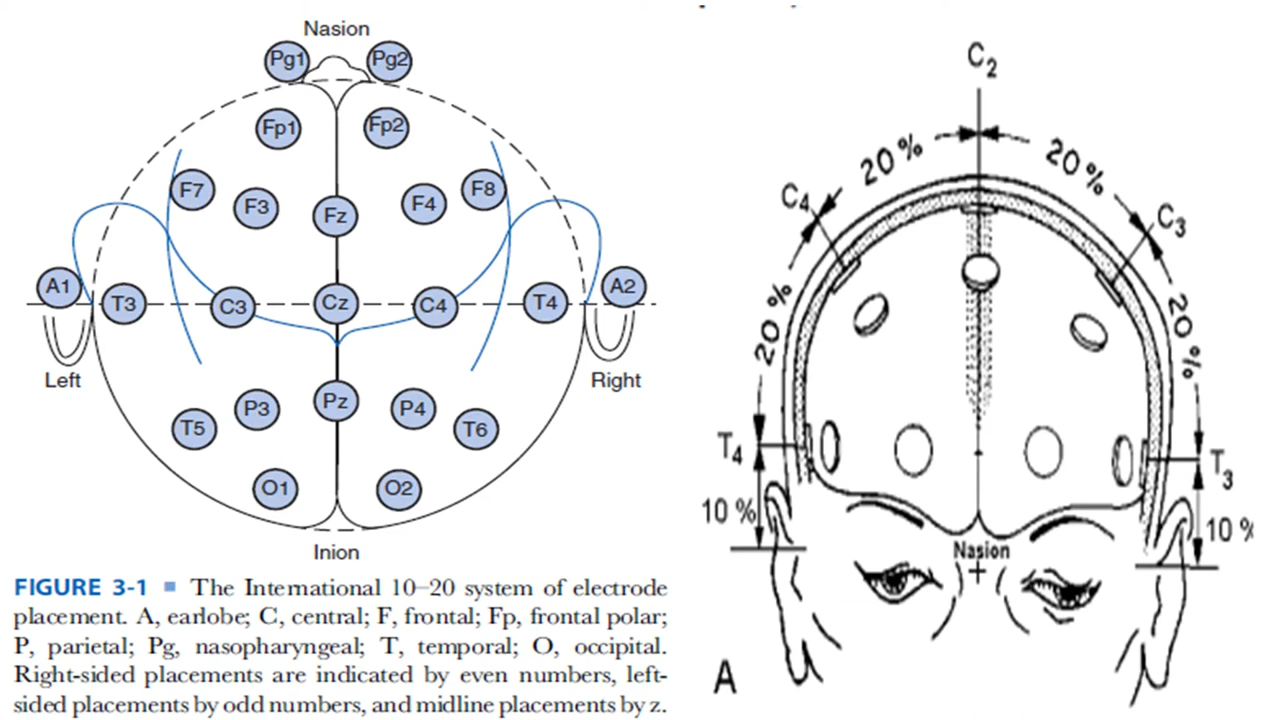 Nasion
Pg1
Pg2
Fp1
Fp2
F7
F3
Fz
F4
F8
A1
T3
C3
Cz
C4
T4
A2
Left
Right
T5
P3
Pz
P4
T6
O1
O2
Inion
FIGURE 3-1 ■ The International 10–20 system of electrode
placement. A, earlobe; C, central; F, frontal; Fp, frontal polar;
P, parietal; Pg, nasopharyngeal; T, temporal; O, occipital.
Right-sided placements are indicated by even numbers, left-
sided placements by odd numbers, and midline placements by z.
C2
20 %
20 %
C4
C3
20 %
20 %
T4
T3
10 %
10 %
Nasion
A